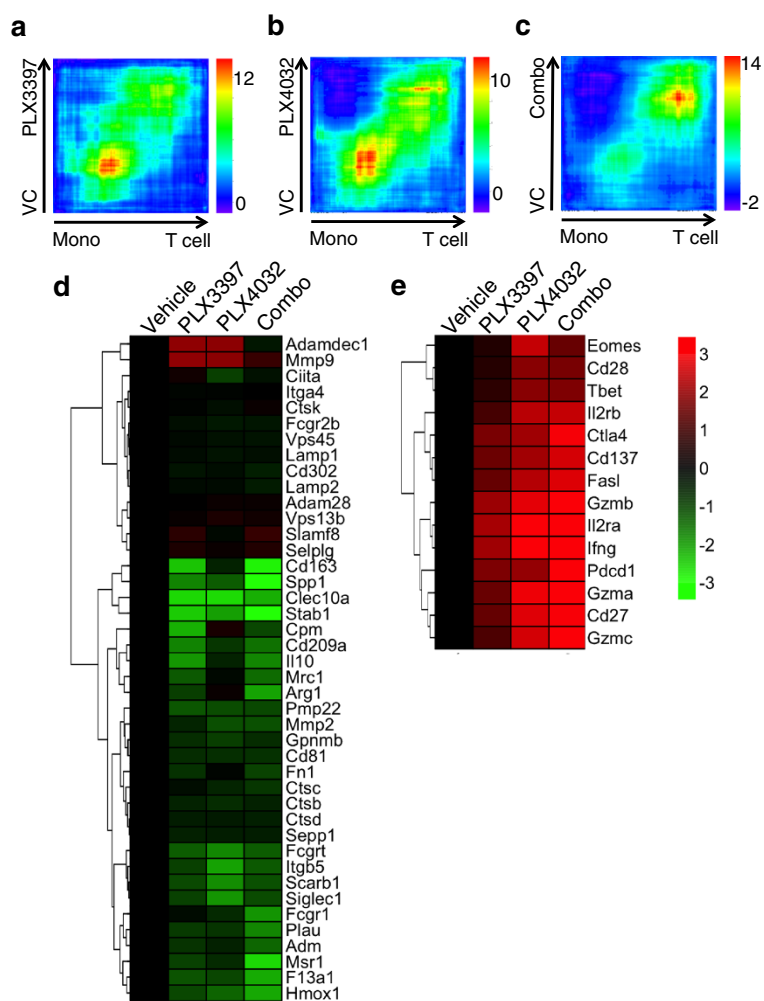 a
PLX3397
VC
Mono
T cell
12
0
b
PLX4032
VC
Mono
T cell
10
0
c
Combo
VC
Mono
T cell
14
-2
d
Vehicle
PLX3397
PLX4032
Combo
Adamdec1
Mmp9
Ciita
Itga4
Ctsk
Fcgr2b
Vps45
Lamp1
Cd302
Lamp2
Adam28
Vps13b
Slamf8
Selplg
Cd163
Spp1
Clec10a
Stab1
Cpm
Cd209a
Il10
Mrc1
Arg1
Pmp22
Mmp2
Gpnmb
Cd81
Fn1
Ctsc
Ctsb
Ctsd
Sepp1
Fcgrt
Itgb5
Scarb1
Siglec1
Fcgr1
Plau
Adm
Msr1
F13a1
Hmox1
e
Vehicle
PLX3397
PLX4032
Combo
Eomes
Cd28
Tbet
Il2rb
Ctla4
Cd137
Fasl
Gzmb
Il2ra
Ifng
Pdcd1
Gzma
Cd27
Gzmc
3
2
1
0
-1
-2
-3